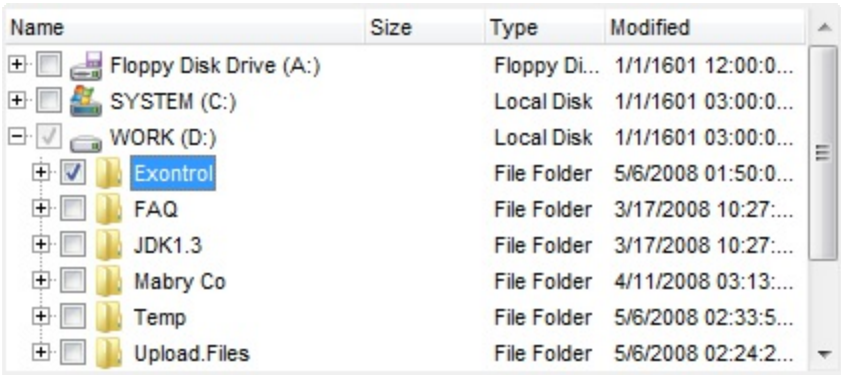 Name Size Type Modified
Floppy Disk Drive (A:) Floppy Di... 1/1/1601 12:00:0...
SYSTEM (C:) Local Disk 1/1/1601 03:00:0...
WORK (D:) Local Disk 1/1/1601 03:00:0...
Exontrol File Folder 5/6/2008 01:50:0...
FAQ File Folder 3/17/2008 10:27:...
JDK1.3 File Folder 3/17/2008 10:27:...
Mabry Co File Folder 4/11/2008 03:13:...
Temp File Folder 5/6/2008 02:33:5...
Upload.Files File Folder 5/6/2008 02:24:2...